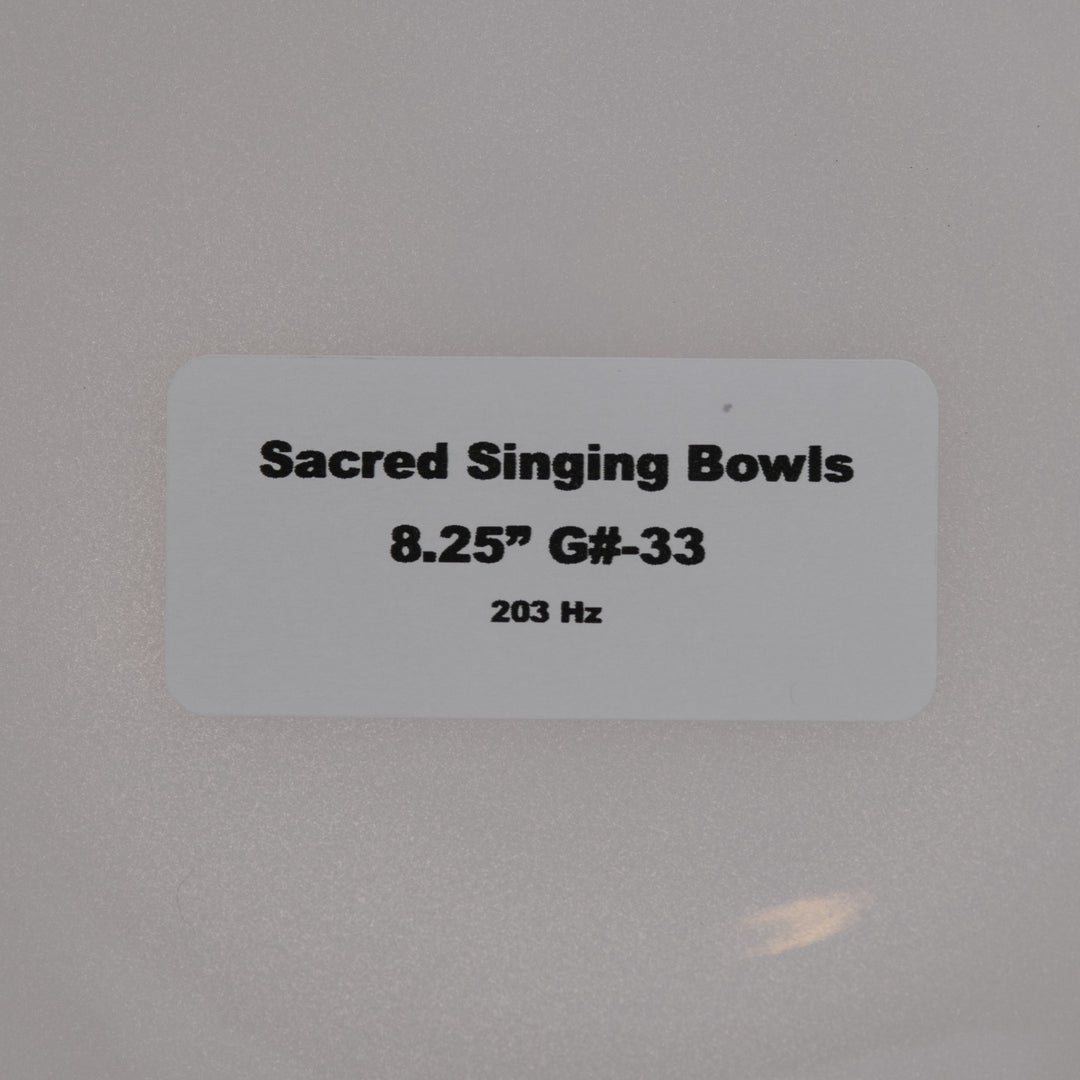 Sacred Singing Bowls
8.25” G#-33
203 Hz